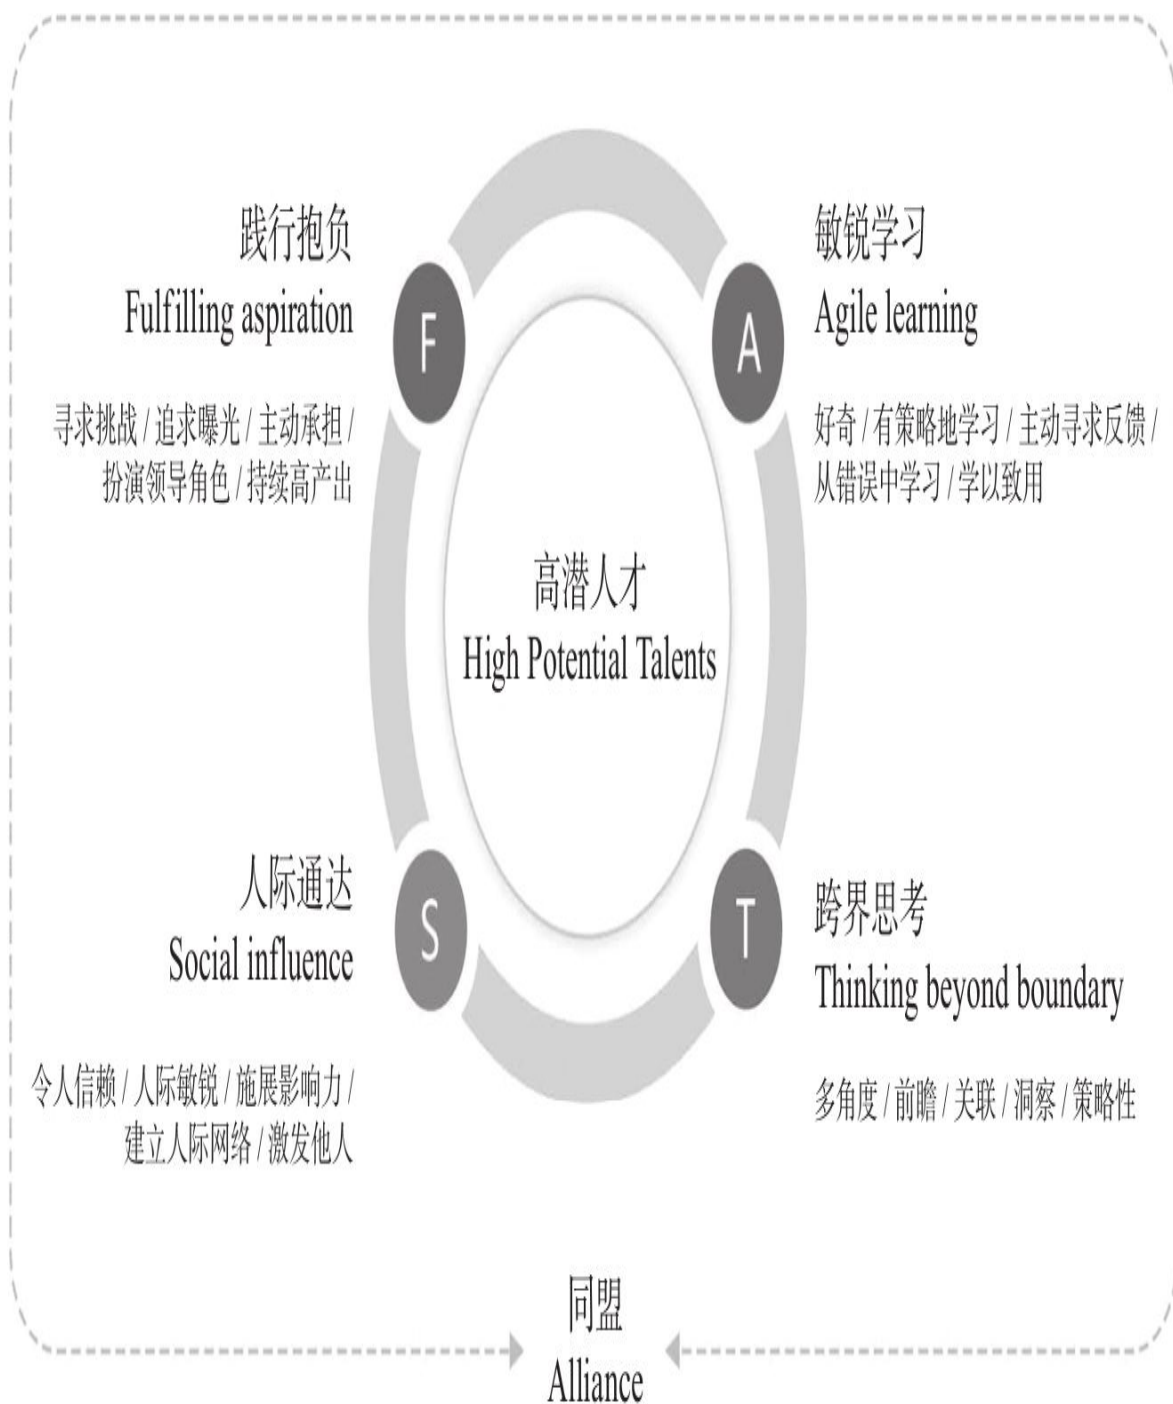 践行抱负
Fulfilling aspiration
寻求挑战 / 追求曝光 / 主动承担 /
扮演领导角色 / 持续高产出
F
A
敏锐学习
Agile learning
好奇 / 有策略地学习 / 主动寻求反馈 /
从错误中学习 / 学以致用
高潜人才
High Potential Talents
人际通达
Social influence
令人信赖 / 人际敏锐 / 施展影响力 /
建立人际网络 / 激发他人
S
T
跨界思考
Thinking beyond boundary
多角度 / 前瞻 / 关联 / 洞察 / 策略性
同盟
Alliance